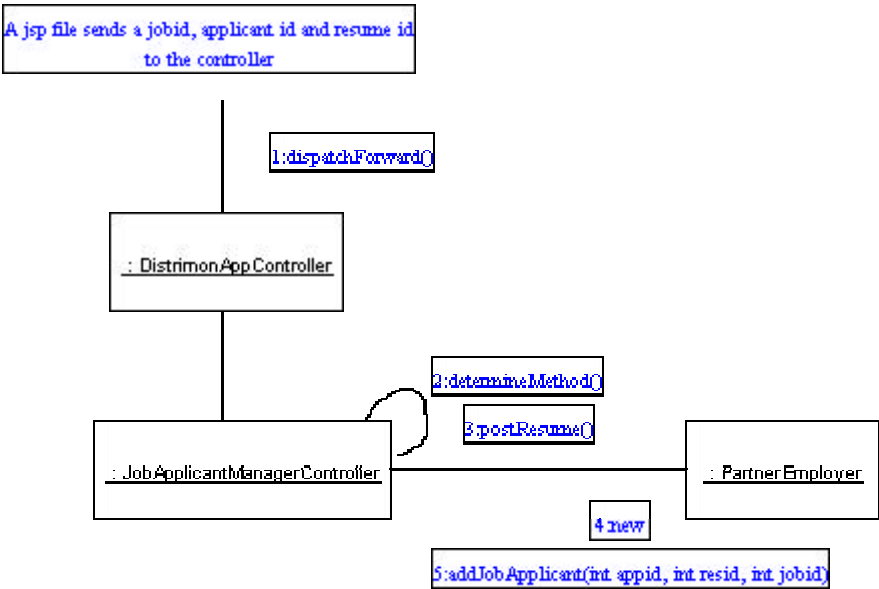 A jsp file sends a jobid, applicant id and resume id
to the controller
1:dispatchForward()
: DistrimonAppController
2:determineMethod()
3:postResume()
: JobApplicantManagerController
: PartnerEmployer
4:new
5:addJobApplicant(int appid, int resid, int jobid)